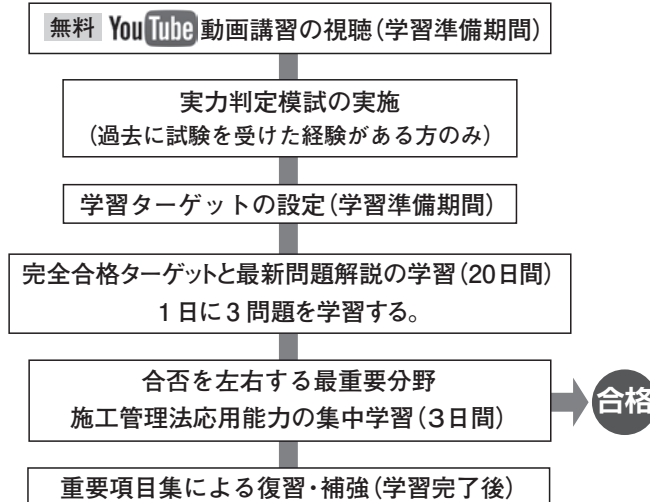 無料 YouTube 動画講習の視聴(学習準備期間)
実力判定模試の実施
(過去に試験を受けた経験がある方のみ)
学習ターゲットの設定(学習準備期間)
完全合格ターゲットと最新問題解説の学習(20日間)
1日に3問題を学習する。
合否を左右する最重要分野
施工管理法応用能力の集中学習(3日間)
合格
重要項目集による復習・補強(学習完了後)